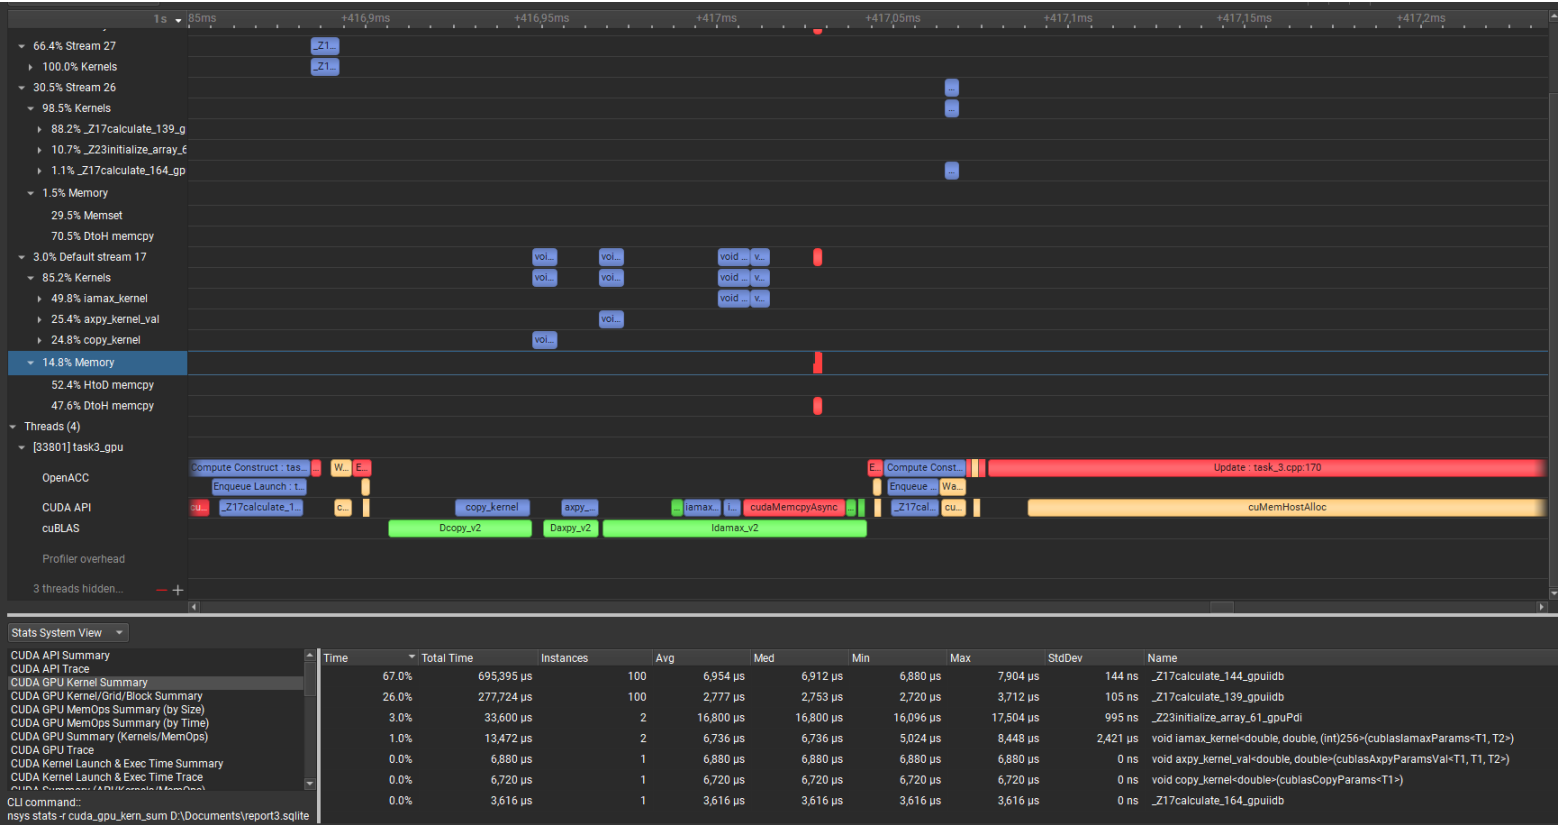 1s 85ms +416,9ms +416,95ms +417ms +417,05ms +417,1ms +417,15ms +417,2ms
66.4% Stream 27 _Z1...
100.0% Kernels _Z1...
30.5% Stream 26 ...
98.5% Kernels ...
88.2% _Z17calculate_139_g
10.7% _Z23initialize_array_6
1.1% _Z17calculate_164_gp ...
1.5% Memory
29.5% Memset
70.5% DtoH memcpy
3.0% Default stream 17 voi... voi... void ... v...
85.2% Kernels voi... voi... void ... v...
49.8% iamax_kernel void ... v...
25.4% axpy_kernel_val voi...
24.8% copy_kernel voi...
14.8% Memory
52.4% HtoD memcpy
47.6% DtoH memcpy
Threads (4)
[33801] task3_gpu
Compute Construct : tas... ... W... E... E... Compute Const... Update : task_3.cpp:170
OpenACC
Enqueue Launch : t... Enqueue ... Wa...
CUDA API cu... _Z17calculate_1... c... copy_kernel axpy_... ... iamax... i... cudaMemcpyAsync ... _Z17cal... cu... cuMemHostAlloc
cuBLAS Dcopy_v2 Daxpy_v2 Idamax_v2
Profiler overhead
3 threads hidden... — +
Stats System View
CUDA API Summary
CUDA API Trace
CUDA GPU Kernel Summary
CUDA GPU Kernel/Grid/Block Summary
CUDA GPU MemOps Summary (by Size)
CUDA GPU MemOps Summary (by Time)
CUDA GPU Summary (Kernels/MemOps)
CUDA GPU Trace
CUDA Kernel Launch & Exec Time Summary
CUDA Kernel Launch & Exec Time Trace
CUDA Summary (API/Kernels/MemOps)
CLI command::
nsys stats -r cuda_gpu_kern_sum D:\Documents\report3.sqlite
Time Total Time Instances Avg Med Min Max StdDev Name
67.0% 695,395 μs 100 6,954 μs 6,912 μs 6,880 μs 7,904 μs 144 ns _Z17calculate_144_gpuiidb
26.0% 277,724 μs 100 2,777 μs 2,753 μs 2,720 μs 3,712 μs 105 ns _Z17calculate_139_gpuiidb
3.0% 33,600 μs 2 16,800 μs 16,800 μs 16,096 μs 17,504 μs 995 ns _Z23initialize_array_61_gpuPdi
1.0% 13,472 μs 2 6,736 μs 6,736 μs 5,024 μs 8,448 μs 2,421 μs void iamax_kernel<double, double, (int)256>(cublasIamaxParams<T1, T2>)
0.0% 6,880 μs 1 6,880 μs 6,880 μs 6,880 μs 6,880 μs 0 ns void axpy_kernel_val<double, double>(cublasAxpyParamsVal<T1, T1, T2>)
0.0% 6,720 μs 1 6,720 μs 6,720 μs 6,720 μs 6,720 μs 0 ns void copy_kernel<double>(cublasCopyParams<T1>)
0.0% 3,616 μs 1 3,616 μs 3,616 μs 3,616 μs 3,616 μs 0 ns _Z17calculate_164_gpuiidb